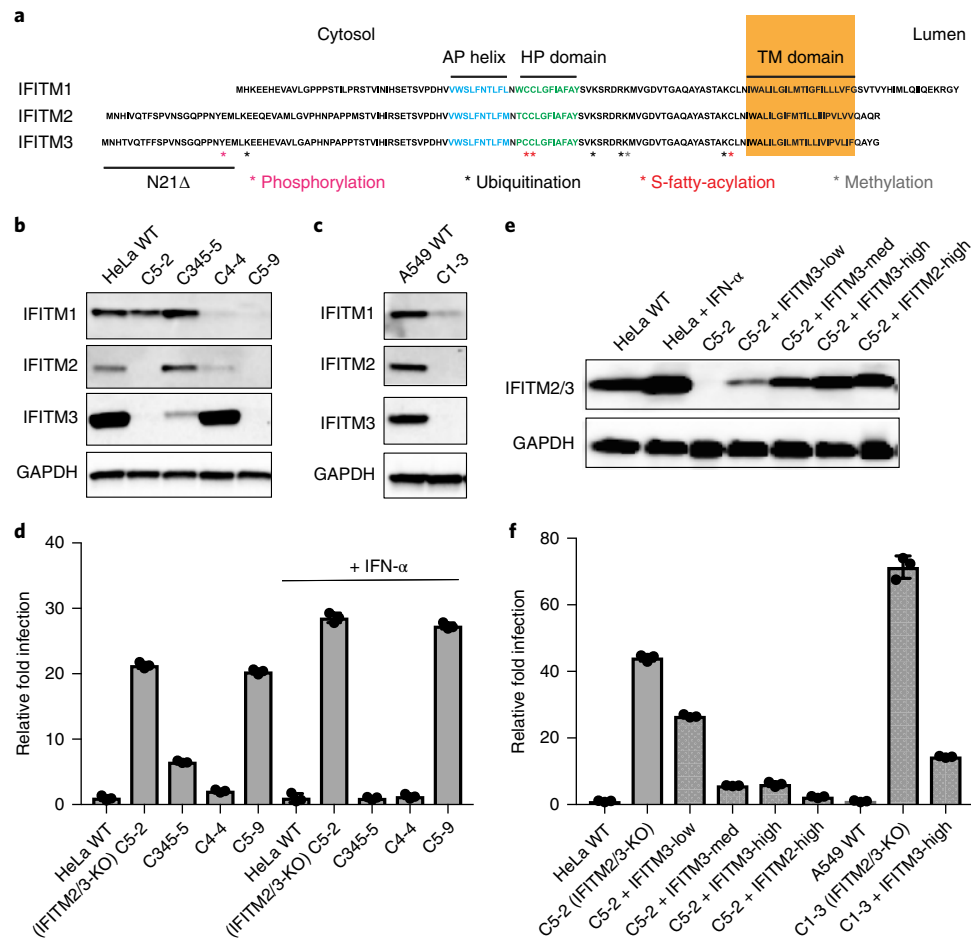 a
Cytosol
Lumen
AP helix
HP domain
TM domain
IFITM1
MHKEEHEVAVLGPPPSTILPRSTVINIHRSETSVPDHVVWSLFNTLFLNWCCLGFIAFAYSVKSRDRKMVGDVTGAQAYASTAKCLNIWALILGILMTIGFILLLVFGSVTVYHIMLQIIQEKRGY
IFITM2
MNHIVQTFSPVNSGQPPNYEMLKEEQEVAMLGVPHNPAPPMSTVIHIRSETSVPDHVVWSLFNTLFMNTCCLGFIAFAYSVKSRDRKMVGDVTGAQAYASTAKCLNIWALILGIFMTILLIIIPVLVVQAQR
IFITM3
MNHTVQTFSPVNSGQPPNYEMLKEEHEVAVLGAPHNPAPPTSTVIHIRSETSVPDHVVWSLFNTLFMNPCCLGFIAFAYSVKSRDRKMVGDVTGAQAYASTAKCLNIWALILGILMTILLIVIPVLIFQAYG
* * ** * ** **
N21Δ
* Phosphorylation
* Ubiquitination
* S-fatty-acylation
* Methylation
b
HeLa WT
C5-2
C345-5
C4-4
C5-9
IFITM1
IFITM2
IFITM3
GAPDH
c
A549 WT
C1-3
IFITM1
IFITM2
IFITM3
GAPDH
e
HeLa WT
HeLa + IFN-α
C5-2
C5-2 + IFITM3-low
C5-2 + IFITM3-med
C5-2 + IFITM3-high
C5-2 + IFITM2-high
IFITM2/3
GAPDH
d
Relative fold infection
40
30
20
10
0
+ IFN-α
HeLa WT
(IFITM2/3-KO) C5-2
C345-5
C4-4
C5-9
HeLa WT
(IFITM2/3-KO) C5-2
C345-5
C4-4
C5-9
f
Relative fold infection
80
60
40
20
0
HeLa WT
C5-2 (IFITM2/3-KO)
C5-2 + IFITM3-low
C5-2 + IFITM3-med
C5-2 + IFITM3-high
C5-2 + IFITM2-high
A549 WT
C1-3 (IFITM2/3-KO)
C1-3 + IFITM3-high